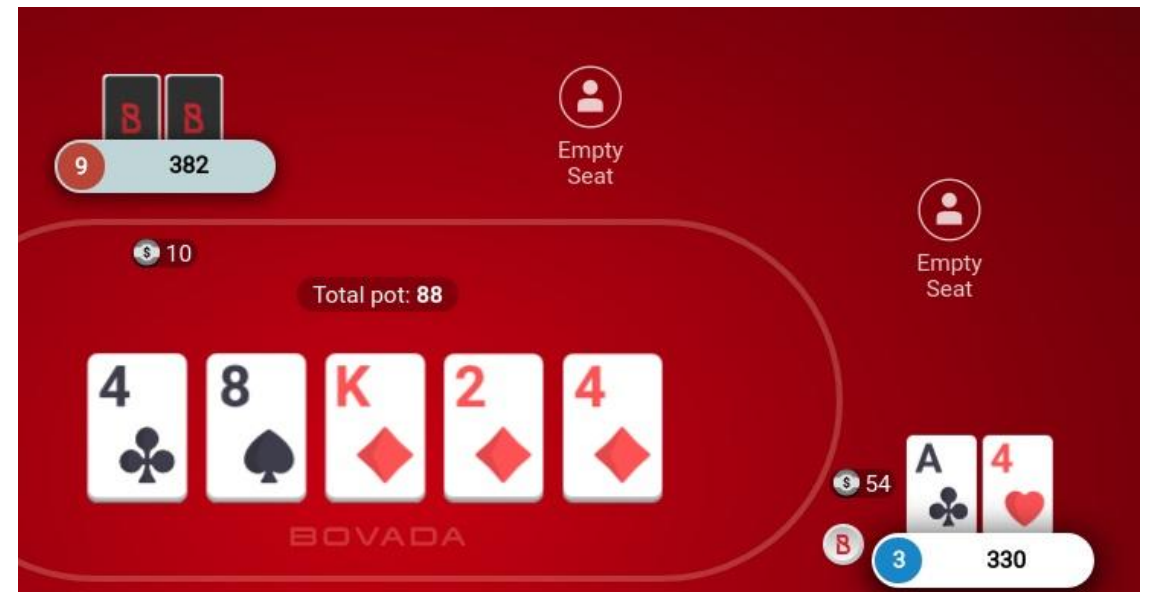 B B
9 382
Empty
Seat
Empty
Seat
$ 10
Total pot: 88
4 8 K 2 4
BOVADA
$ 54
A 4
B
3 330